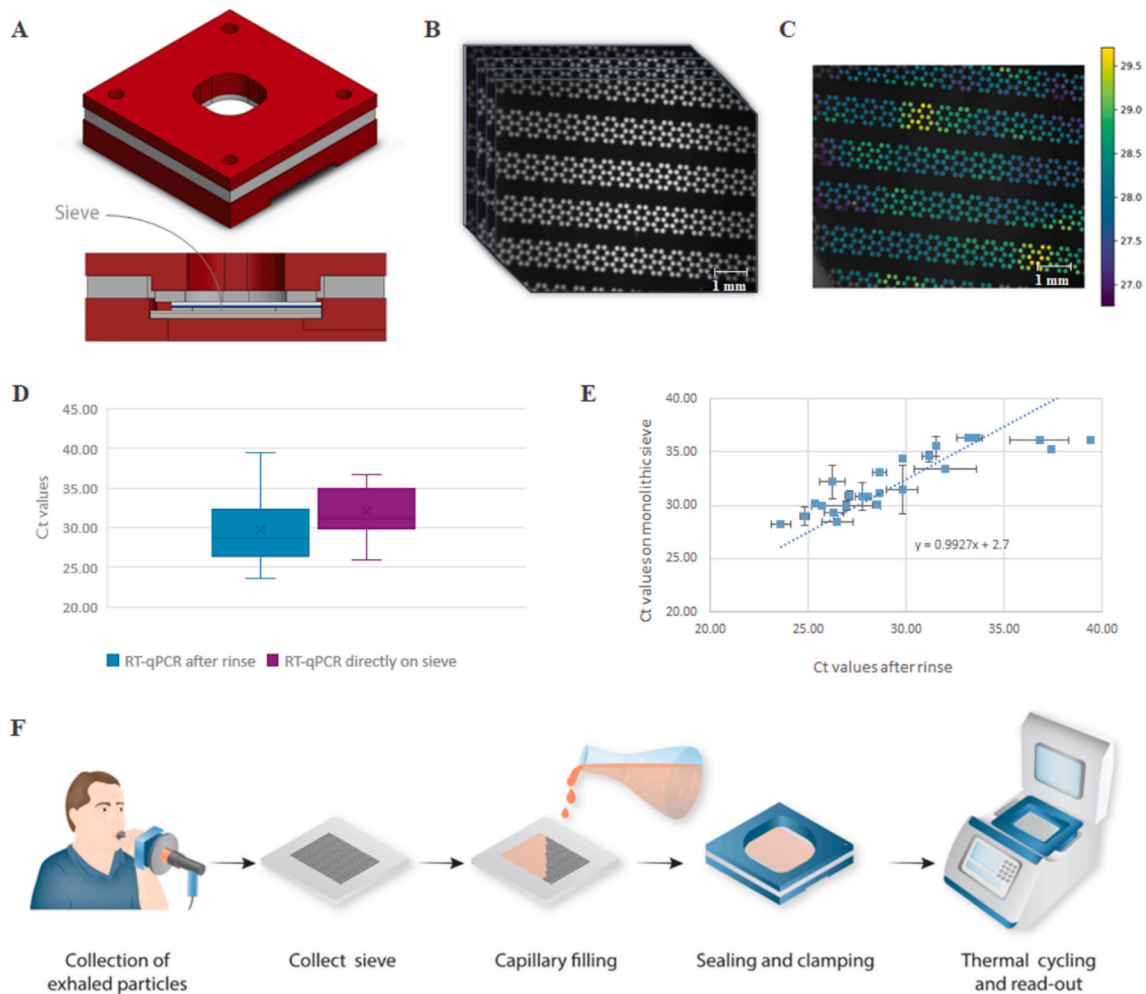 A
B
C
Sieve
1 mm
1 mm
29.5
29.0
28.5
28.0
27.5
27.0
D
E
45.00
40.00
35.00
30.00
25.00
20.00
Ct values
RT-qPCR after rinse
RT-qPCR directly on sieve
40.00
35.00
30.00
25.00
20.00
Ct values on monolithic sieve
y = 0.9927x + 2.7
20.00 25.00 30.00 35.00 40.00
Ct values after rinse
F
Collection of
exhaled particles
Collect sieve
Capillary filling
Sealing and clamping
Thermal cycling
and read-out